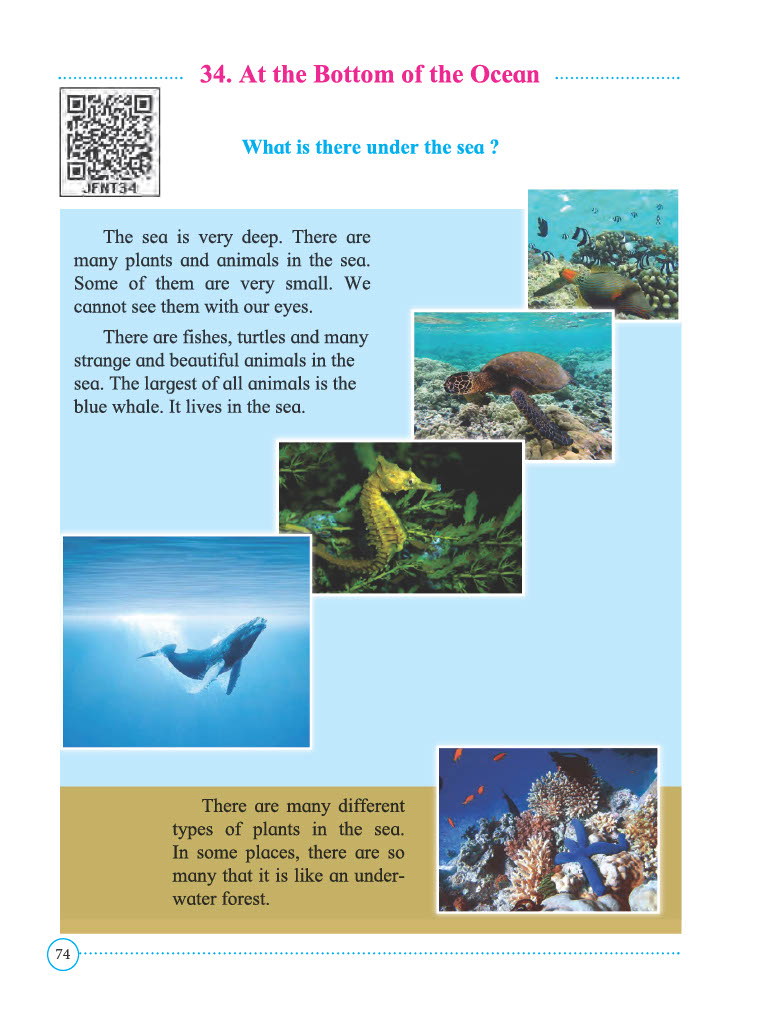 34. At the Bottom of the Ocean
JFNT34
What is there under the sea ?
The sea is very deep. There are
many plants and animals in the sea.
Some of them are very small. We
cannot see them with our eyes.
There are fishes, turtles and many
strange and beautiful animals in the
sea. The largest of all animals is the
blue whale. It lives in the sea.
There are many different
types of plants in the sea.
In some places, there are so
many that it is like an under-
water forest.
74